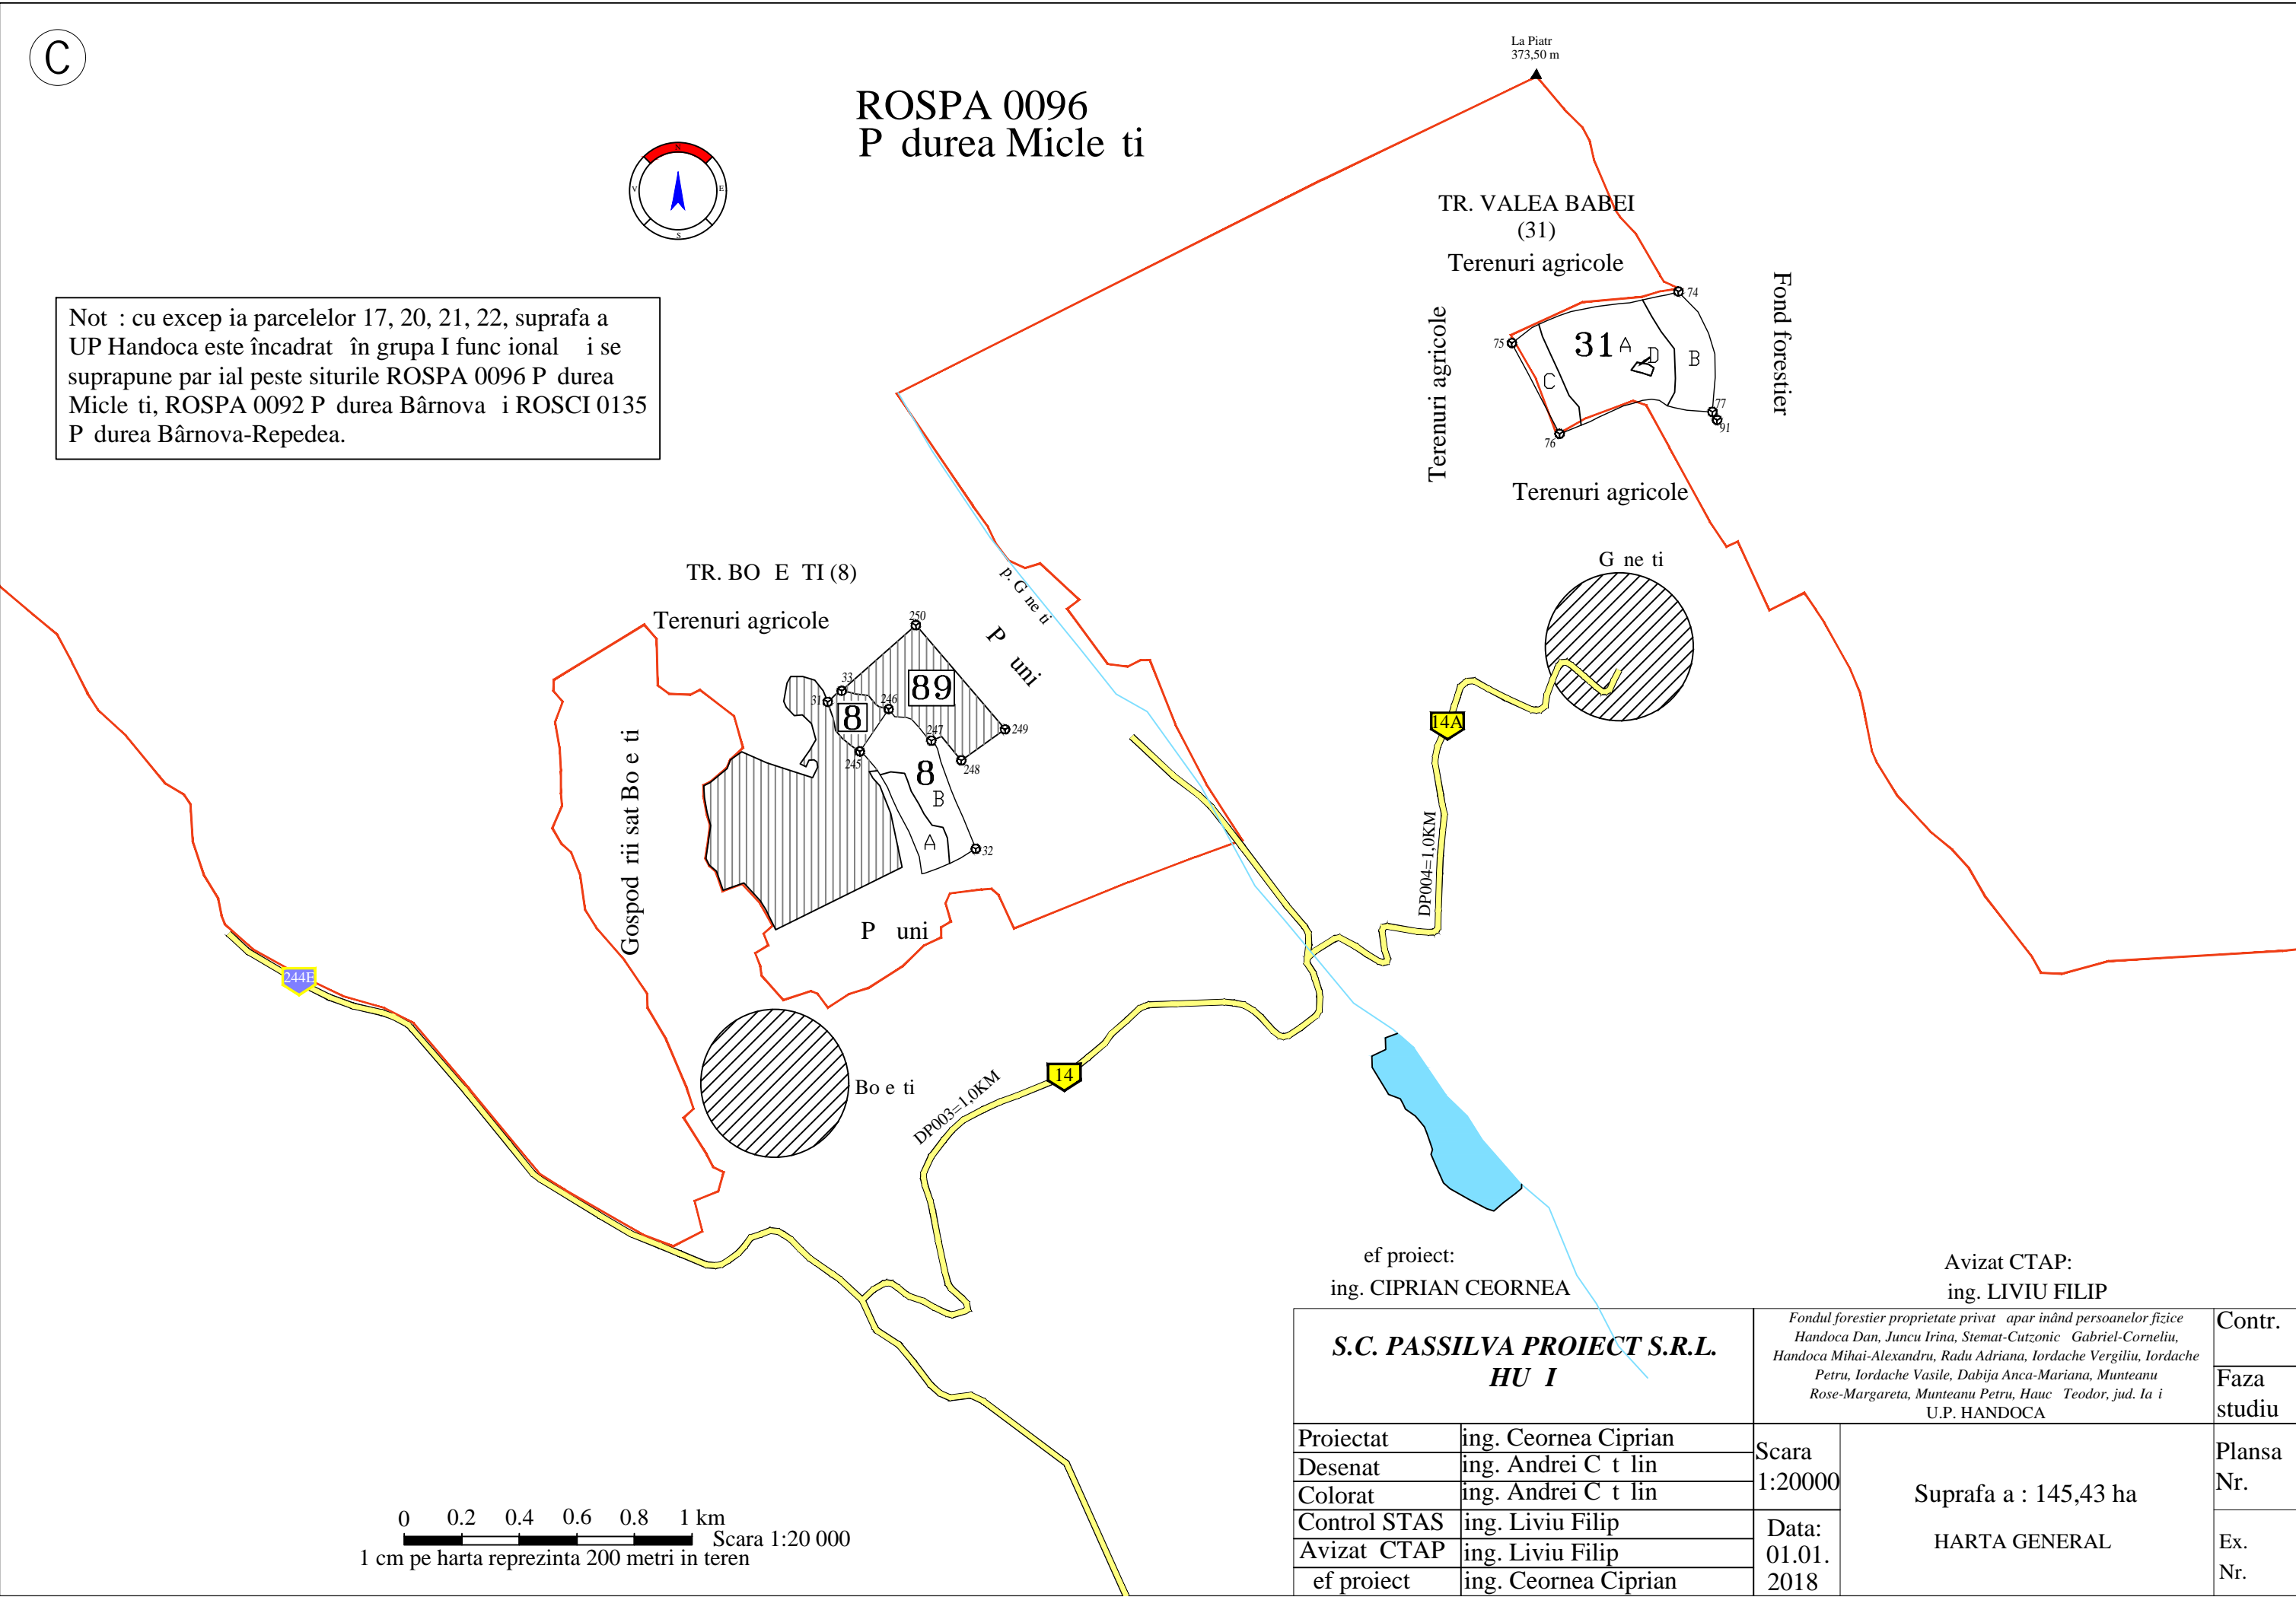 C
La Piatr
373,50 m
ROSPA 0096
P durea Micle ti
N
V
E
S
TR. VALEA BABEI
(31)
Terenuri agricole
Fond forestier
Terenuri agricole
74
75
31
A
D
B
C
77
91
76
Terenuri agricole
Not : cu excep ia parcelelor 17, 20, 21, 22, suprafa a
UP Handoca este încadrat în grupa I func ional i se
suprapune par ial peste siturile ROSPA 0096 P durea
Micle ti, ROSPA 0092 P durea Bârnova i ROSCI 0135
P durea Bârnova-Repedea.
G ne ti
TR. BO E TI (8)
Terenuri agricole
p. G ne ti
P uni
250
33
31
246
89
8
249
247
245
248
8
B
A
32
Gospod rii sat Bo e ti
P uni
14A
DP004=1,0KM
244E
14
DP003=1,0KM
Bo e ti
ef proiect:
ing. CIPRIAN CEORNEA
Avizat CTAP:
ing. LIVIU FILIP
S.C. PASSILVA PROIECT S.R.L.
HU I
Fondul forestier proprietate privat apar inând persoanelor fizice
Handoca Dan, Juncu Irina, Stemat-Cutzonic Gabriel-Corneliu,
Handoca Mihai-Alexandru, Radu Adriana, Iordache Vergiliu, Iordache
Petru, Iordache Vasile, Dabija Anca-Mariana, Munteanu
Rose-Margareta, Munteanu Petru, Hauc Teodor, jud. Ia i
U.P. HANDOCA
Contr.
Faza
studiu
Proiectat ing. Ceornea Ciprian
Desenat ing. Andrei C t lin
Colorat ing. Andrei C t lin
Control STAS ing. Liviu Filip
Avizat CTAP ing. Liviu Filip
ef proiect ing. Ceornea Ciprian
Scara
1:20000
Data:
01.01.
2018
Suprafa a : 145,43 ha
HARTA GENERAL
Plansa
Nr.
Ex.
Nr.
0 0.2 0.4 0.6 0.8 1 km
Scara 1:20 000
1 cm pe harta reprezinta 200 metri in teren